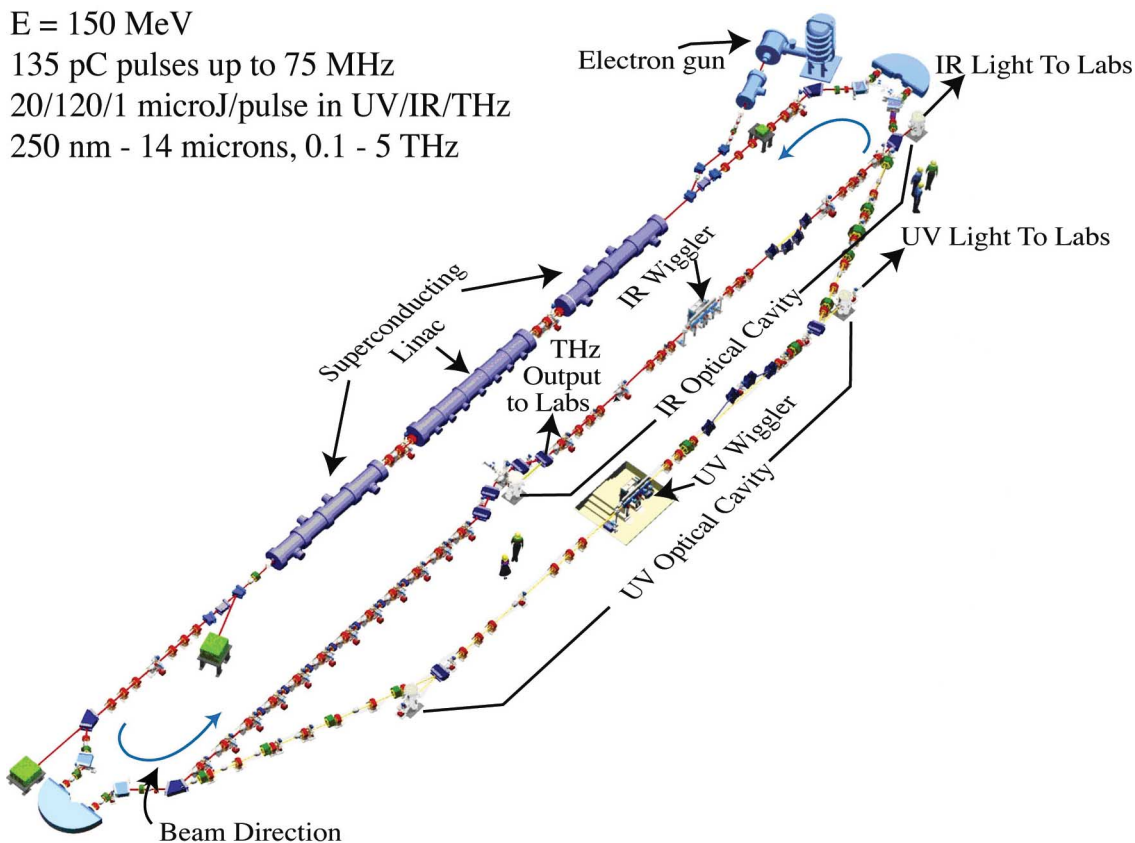 E = 150 MeV
135 pC pulses up to 75 MHz
20/120/1 microJ/pulse in UV/IR/THz
250 nm - 14 microns, 0.1 - 5 THz
Electron gun
IR Light To Labs
UV Light To Labs
IR Wiggler
Superconducting
Linac
THz
Output
to Labs
IR Optical Cavity
UV Wiggler
UV Optical Cavity
Beam Direction